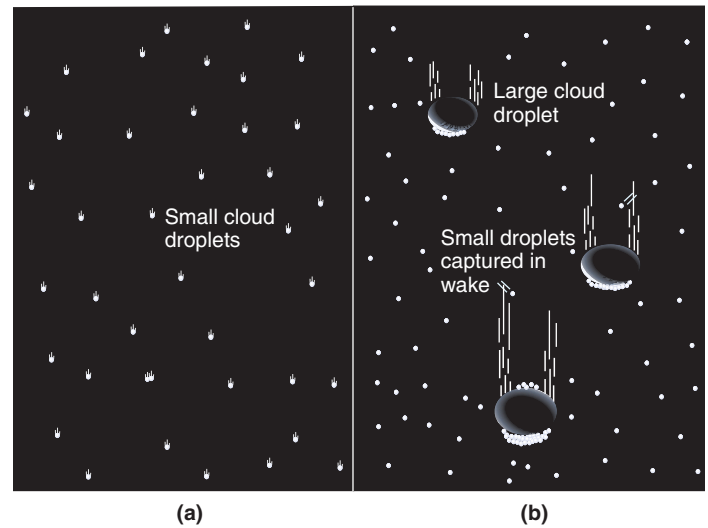 Small cloud
droplets
(a)
Large cloud
droplet
Small droplets
captured in
wake
(b)